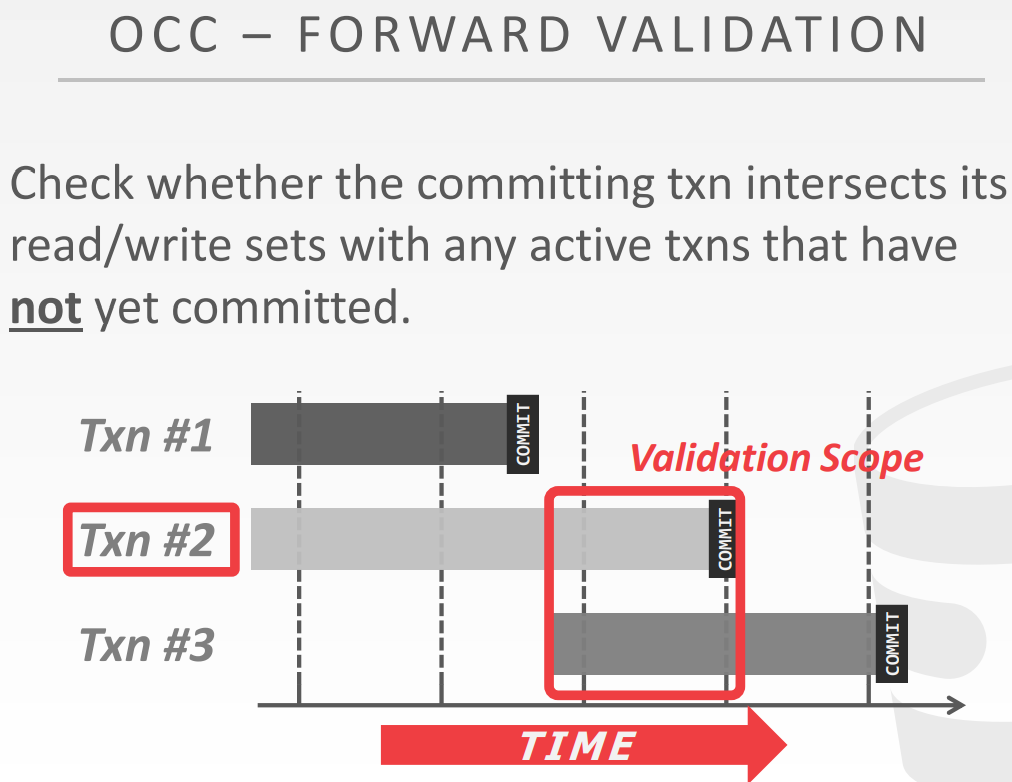 OCC – FORWARD VALIDATION
Check whether the committing txn intersects its
read/write sets with any active txns that have
not yet committed.
Txn #1
COMMIT
Validation Scope
Txn #2
COMMIT
Txn #3
COMMIT
TIME